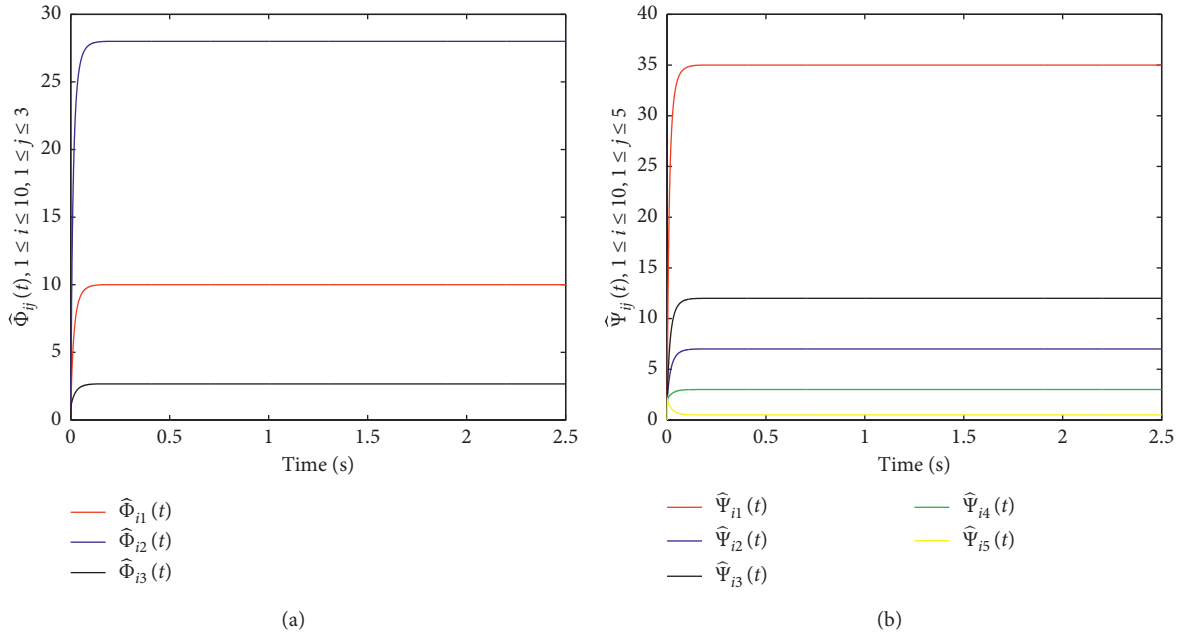 30
25
20
15
10
5
0
Φ̂ij (t), 1 ≤ i ≤ 10, 1 ≤ j ≤ 3
0 0.5 1 1.5 2 2.5
Time (s)
Φ̂i1 (t)
Φ̂i2 (t)
Φ̂i3 (t)
(a)
40
35
30
25
20
15
10
5
0
Ψ̂ij (t), 1 ≤ i ≤ 10, 1 ≤ j ≤ 5
0 0.5 1 1.5 2 2.5
Time (s)
Ψ̂i1 (t)
Ψ̂i2 (t)
Ψ̂i3 (t)
Ψ̂i4 (t)
Ψ̂i5 (t)
(b)